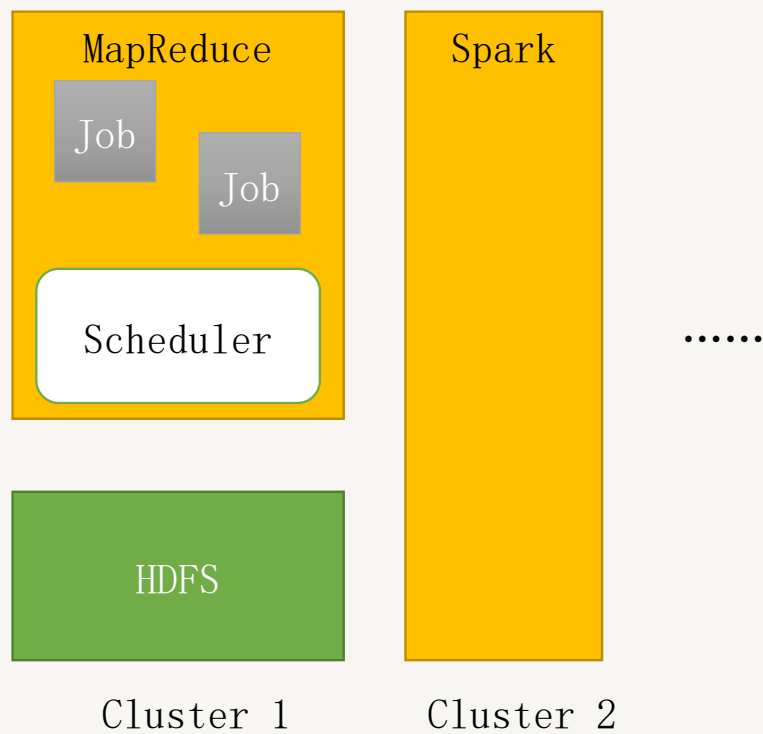 MapReduce
Job
Job
Scheduler
HDFS
Cluster 1
Spark
Cluster 2
……